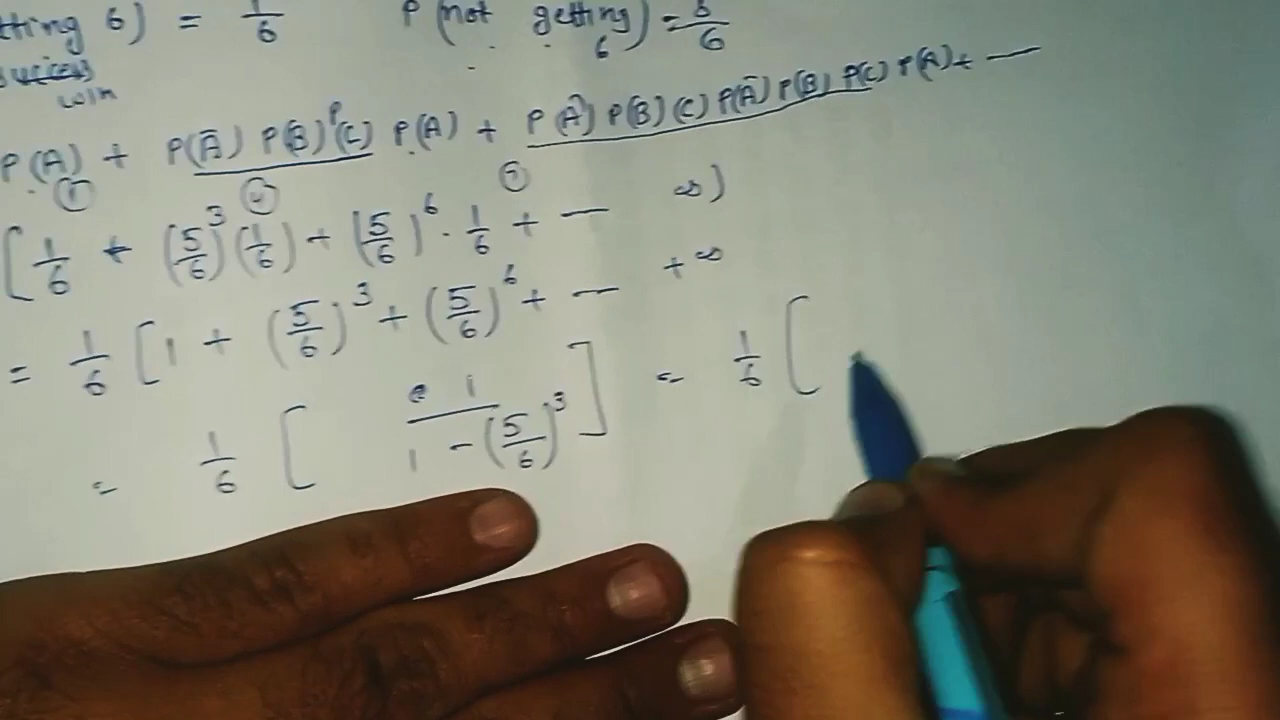 tting 6) = 1/6 P (not getting 6) = 5/6
success
win
P(A) + P(Ā) P(B̄) P(C̄) P(A) + P(Ā) P(B̄) (C̄) P(Ā) P(B̄) P(C̄) P(A) + —
[1/6 + (5/6)^3 (1/6) + (5/6)^6 · 1/6 + — ∞)
= 1/6 [1 + (5/6)^3 + (5/6)^6 + — + ∞
= 1/6 [ 1/(1 - (5/6)^3) ] = 1/6 [